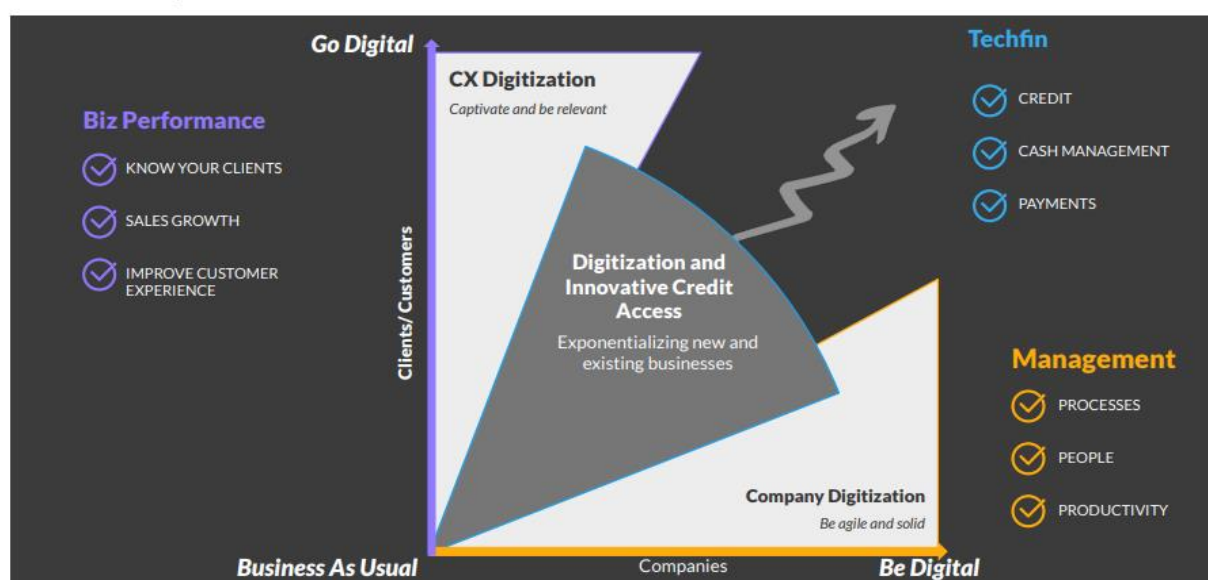 Go Digital
Techfin
CREDIT
CASH MANAGEMENT
PAYMENTS
Biz Performance
KNOW YOUR CLIENTS
SALES GROWTH
IMPROVE CUSTOMER
EXPERIENCE
CX Digitization
Captivate and be relevant
Clients/ Customers
Digitization and
Innovative Credit
Access
Exponentializing new and
existing businesses
Management
PROCESSES
PEOPLE
PRODUCTIVITY
Company Digitization
Be agile and solid
Business As Usual
Companies
Be Digital